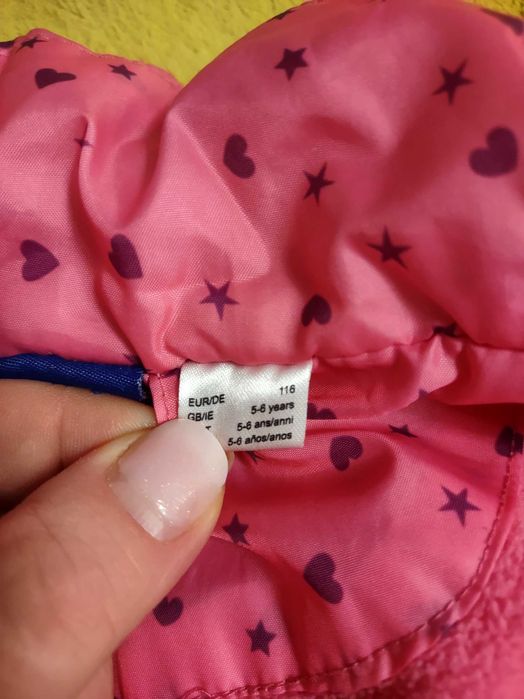 EUR/DE 116
GB/IE 5-6 years
5-6 ans/anni
5-6 años/anos